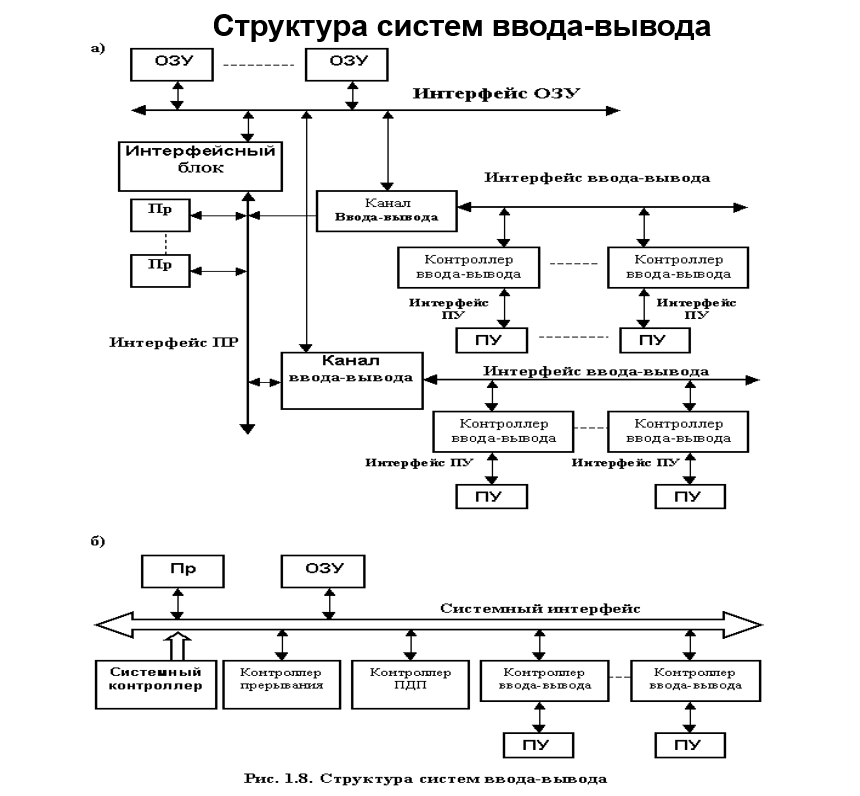 Структура систем ввода-вывода
а)
ОЗУ
ОЗУ
Интерфейс ОЗУ
Интерфейсный
блок
Интерфейс ввода-вывода
Канал
Ввода-вывода
Пр
Пр
Контроллер
ввода-вывода
Контроллер
ввода-вывода
Интерфейс
ПУ
Интерфейс
ПУ
ПУ
ПУ
Интерфейс ПР
Канал
ввода-вывода
Интерфейс ввода-вывода
Контроллер
ввода-вывода
Контроллер
ввода-вывода
Интерфейс ПУ
Интерфейс ПУ
ПУ
ПУ
б)
Пр
ОЗУ
Системный интерфейс
Системный
контроллер
Контроллер
прерывания
Контроллер
ПДП
Контроллер
ввода-вывода
Контроллер
ввода-вывода
ПУ
ПУ
Рис. 1.8. Структура систем ввода-вывода